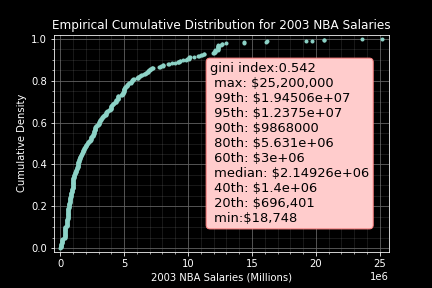 Empirical Cumulative Distribution for 2003 NBA Salaries
1.0
0.8
0.6
0.4
0.2
0.0
Cumulative Density
gini index:0.542
max: $25,200,000
99th: $1.94506e+07
95th: $1.2375e+07
90th: $9868000
80th: $5.631e+06
60th: $3e+06
median: $2.14926e+06
40th: $1.4e+06
20th: $696,401
min:$18,748
0 5 10 15 20 25
1e6
2003 NBA Salaries (Millions)